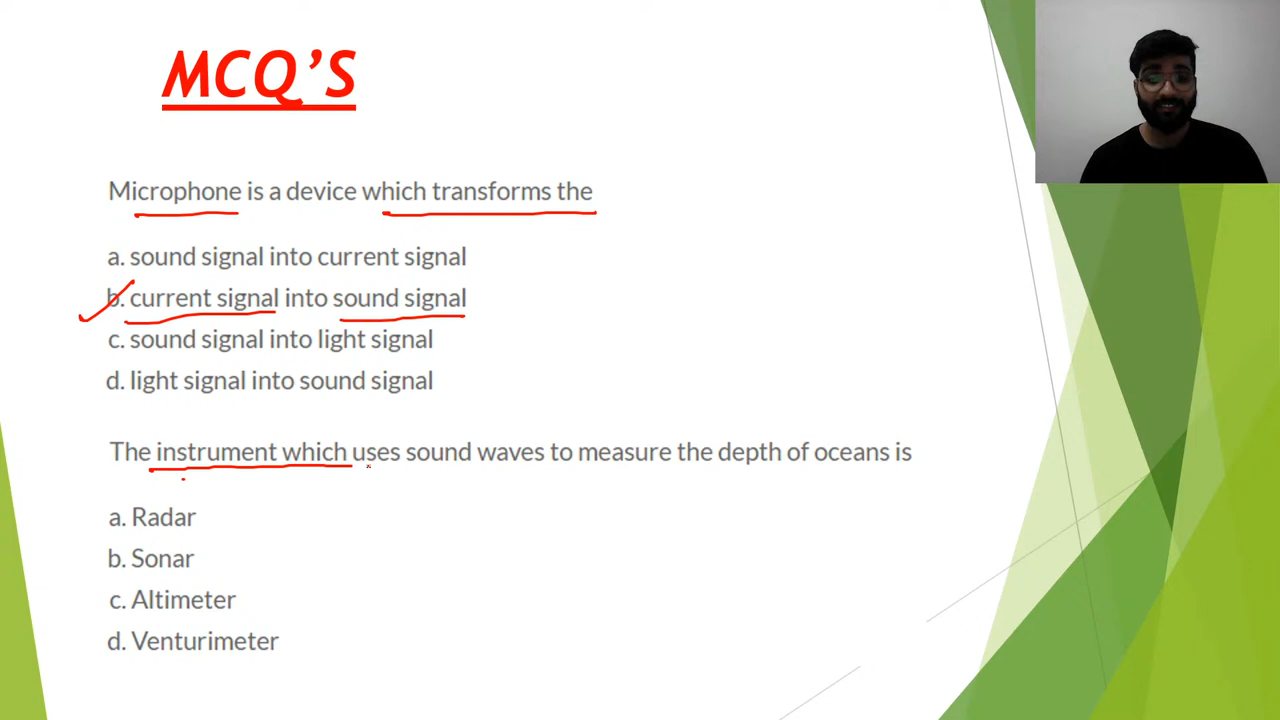 MCQ’S
Microphone is a device which transforms the
a. sound signal into current signal
b. current signal into sound signal
c. sound signal into light signal
d. light signal into sound signal
The instrument which uses sound waves to measure the depth of oceans is
a. Radar
b. Sonar
c. Altimeter
d. Venturimeter